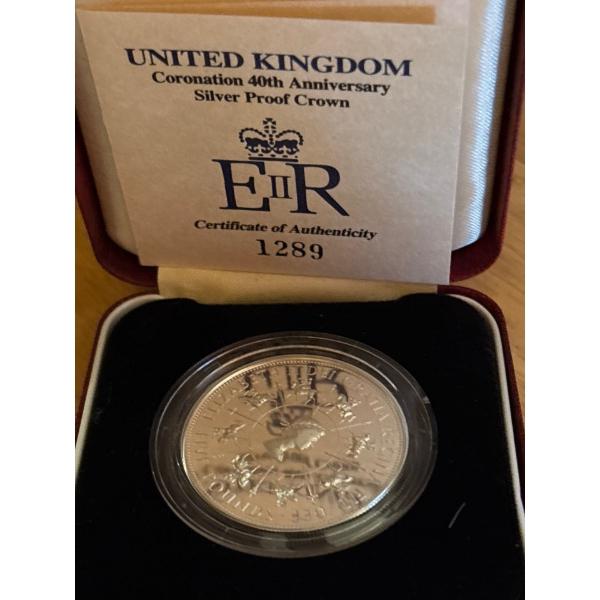 UNITED KINGDOM
Coronation 40th Anniversary
Silver Proof Crown
EIIR
Certificate of Authenticity
1289